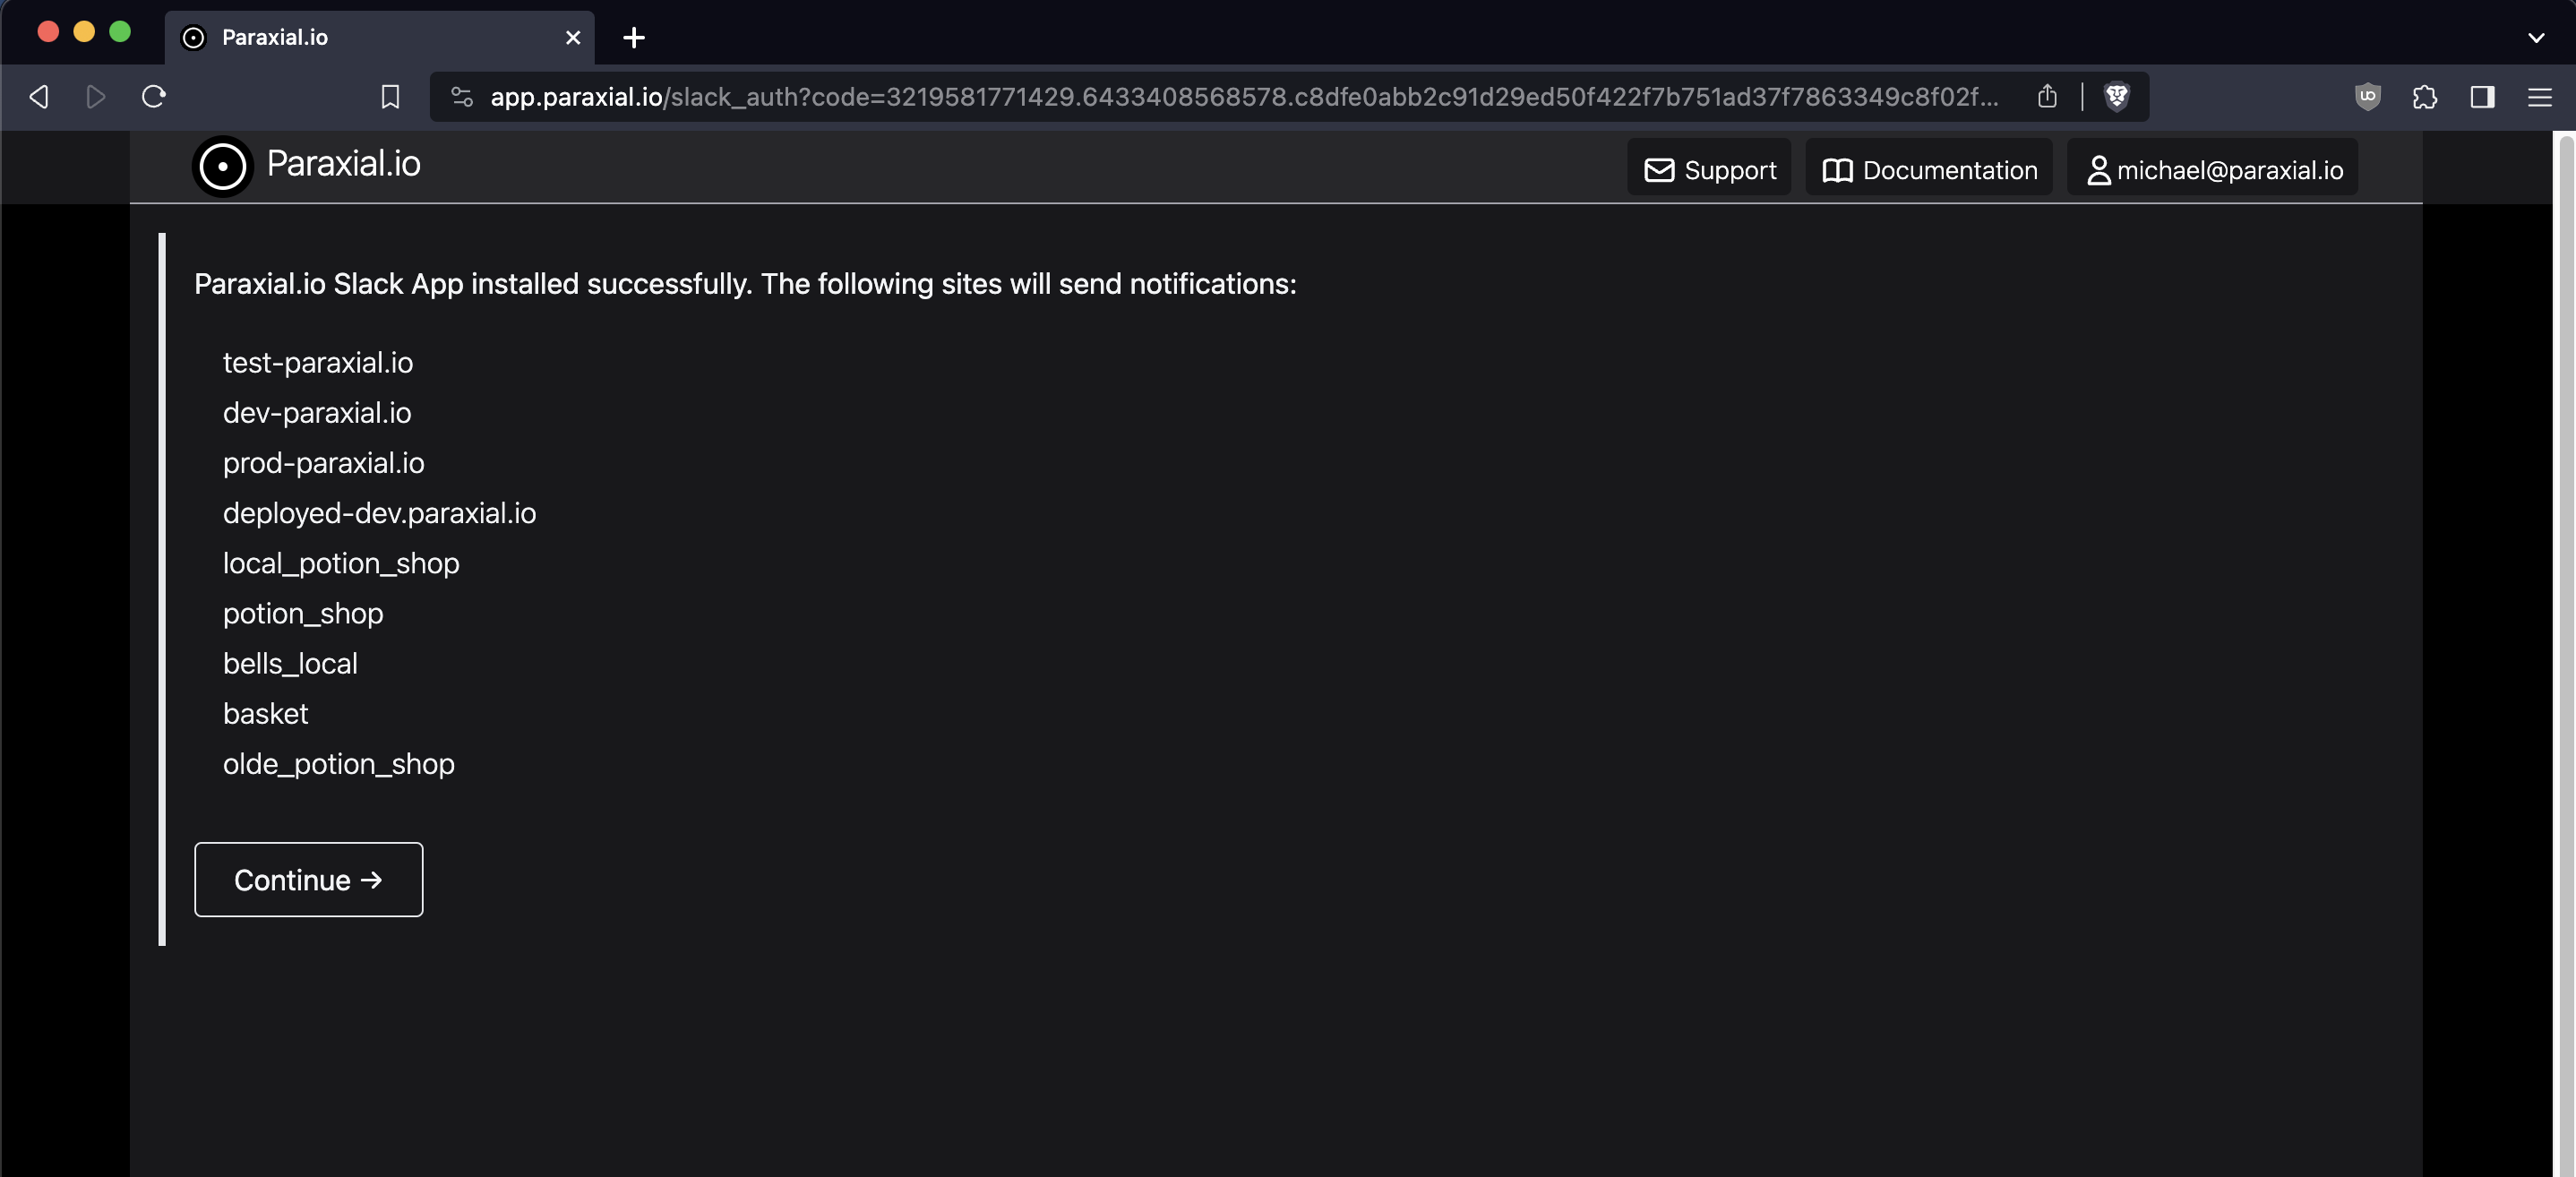 Paraxial.io
app.paraxial.io/slack_auth?code=3219581771429.6433408568578.c8dfe0abb2c91d29ed50f422f7b751ad37f7863349c8f02f...
Paraxial.io
Support
Documentation
michael@paraxial.io
Paraxial.io Slack App installed successfully. The following sites will send notifications:
test-paraxial.io
dev-paraxial.io
prod-paraxial.io
deployed-dev.paraxial.io
local_potion_shop
potion_shop
bells_local
basket
olde_potion_shop
Continue →